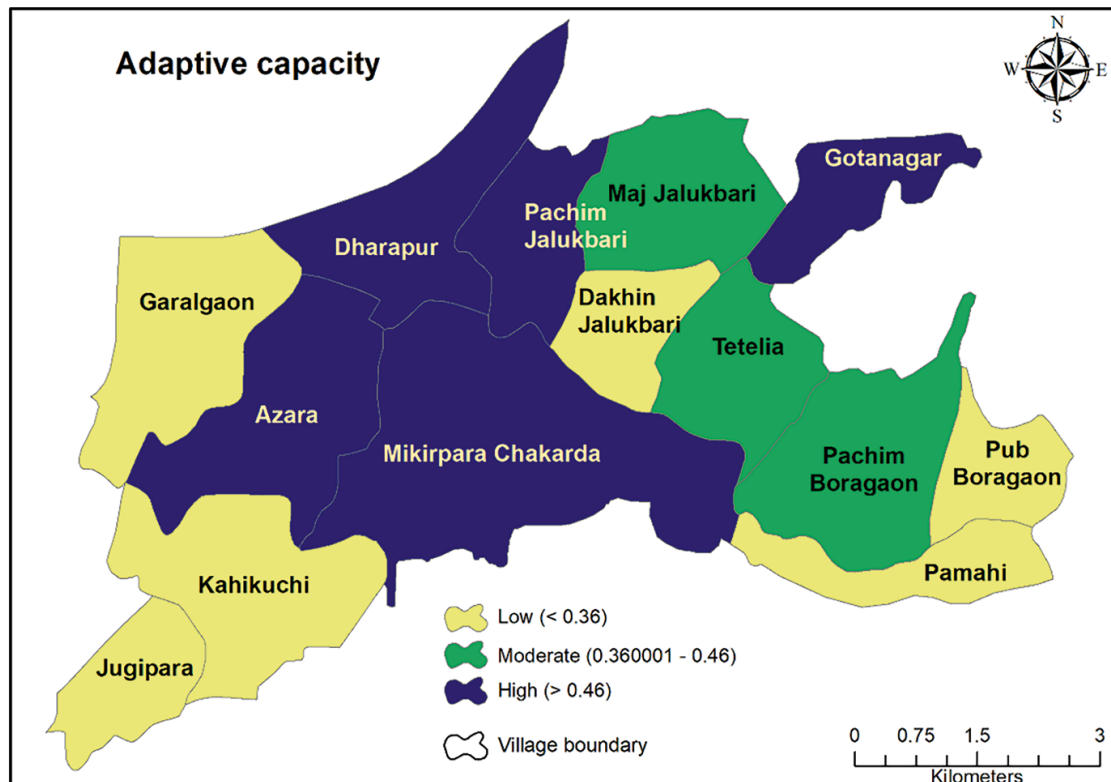 Adaptive capacity
N
W
E
S
Gotanagar
Maj Jalukbari
Pachim
Jalukbari
Dharapur
Garalgaon
Dakhin
Jalukbari
Tetelia
Azara
Mikirpara Chakarda
Pachim
Boragaon
Pub
Boragaon
Pamahi
Kahikuchi
Jugipara
Low (< 0.36)
Moderate (0.360001 - 0.46)
High (> 0.46)
Village boundary
0 0.75 1.5 3
Kilometers